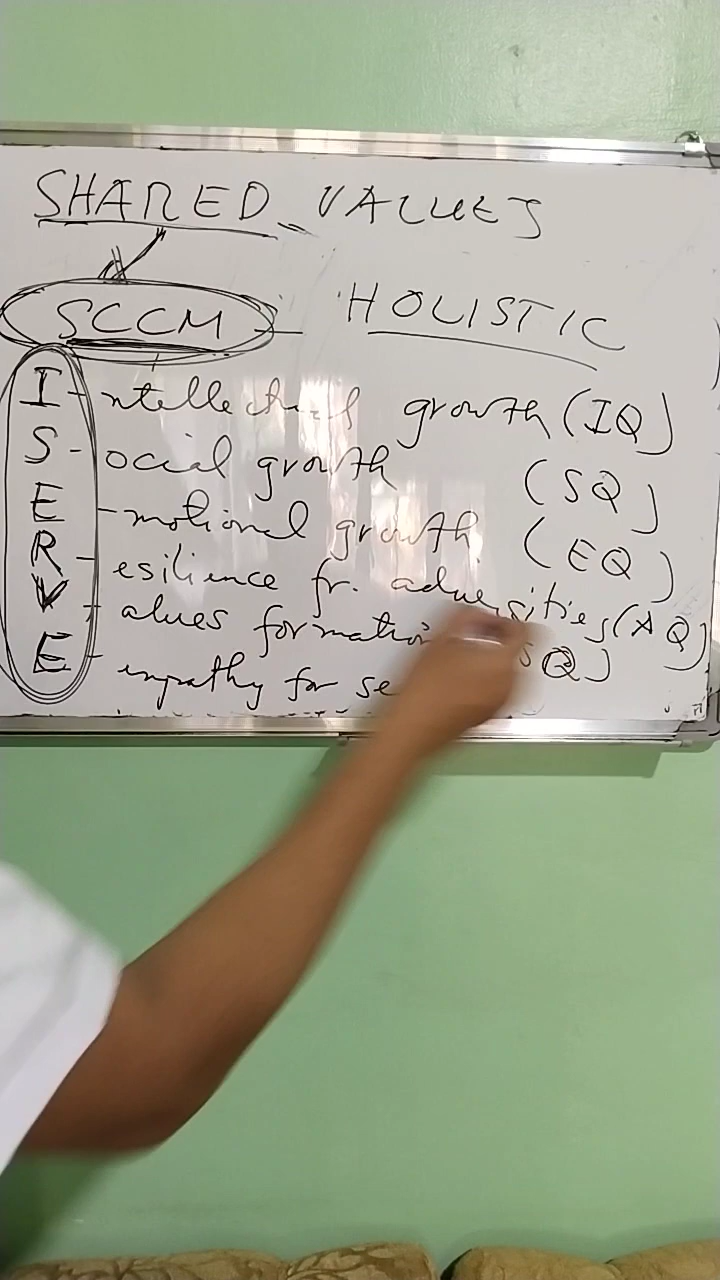 SHARED VALUES
SCCM - HOLISTIC
I - ntellectual growth (IQ)
S - ocial growth (SQ)
E - motional growth (EQ)
R - esilience fr. adversities (AQ)
V - alues formation SQ)
E - mpathy for